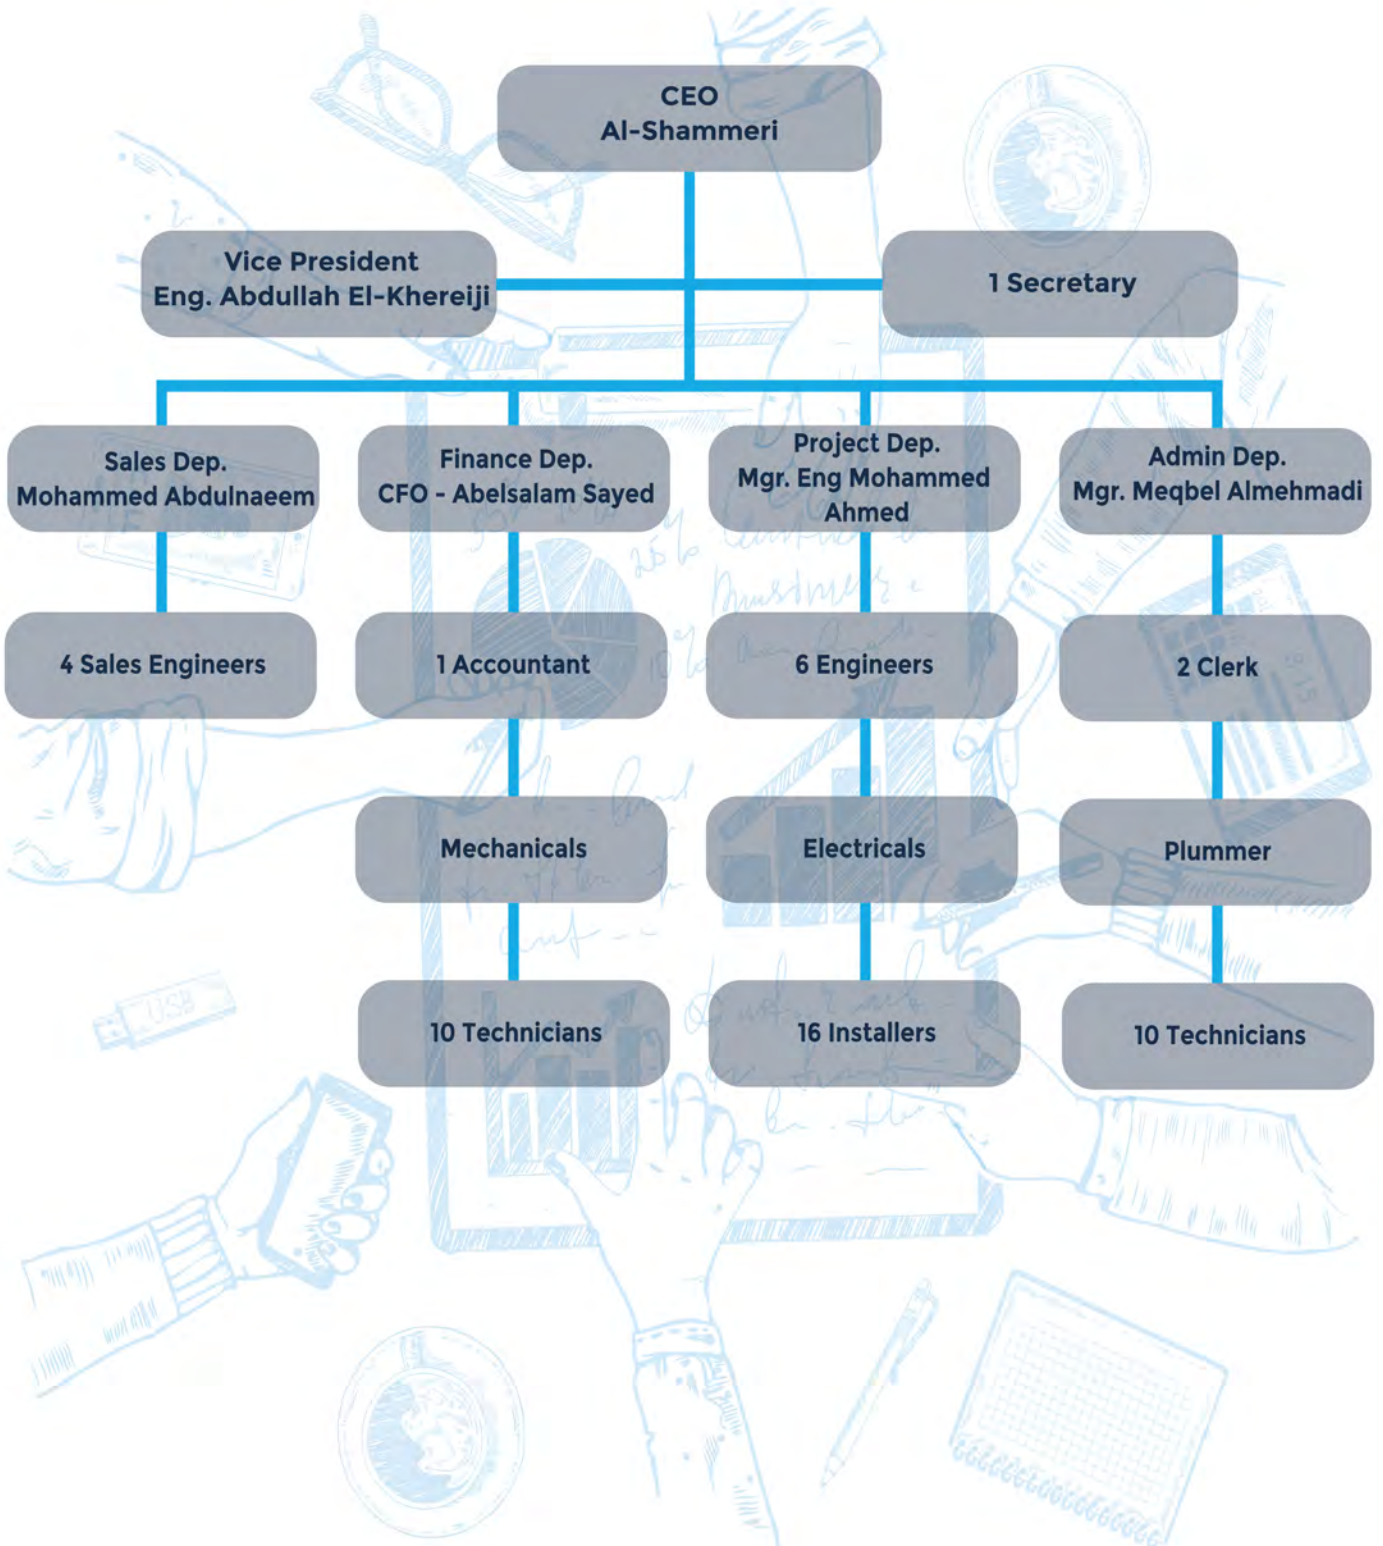 CEO
Al-Shammeri
Vice President
Eng. Abdullah El-Khereiji
1 Secretary
Sales Dep.
Mohammed Abdulnaeem
Finance Dep.
CFO - Abelsalam Sayed
Project Dep.
Mgr. Eng Mohammed
Ahmed
Admin Dep.
Mgr. Meqbel Almehmadi
4 Sales Engineers
1 Accountant
6 Engineers
2 Clerk
Mechanicals
Electricals
Plummer
10 Technicians
16 Installers
10 Technicians
USB